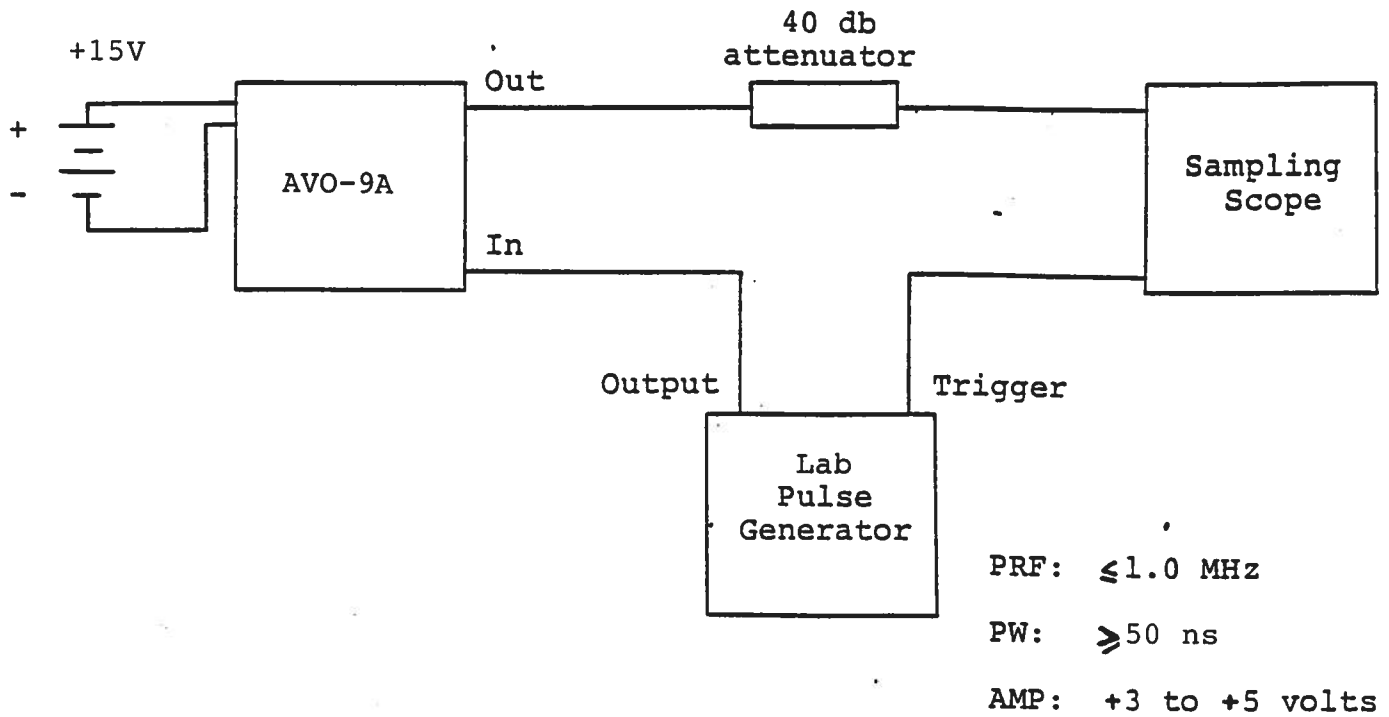 40 db
attenuator
+15V
Out
+
-
AVO-9A
Sampling
Scope
In
Output
Trigger
Lab
Pulse
Generator
PRF: ≤1.0 MHz
PW: ≥50 ns
AMP: +3 to +5 volts